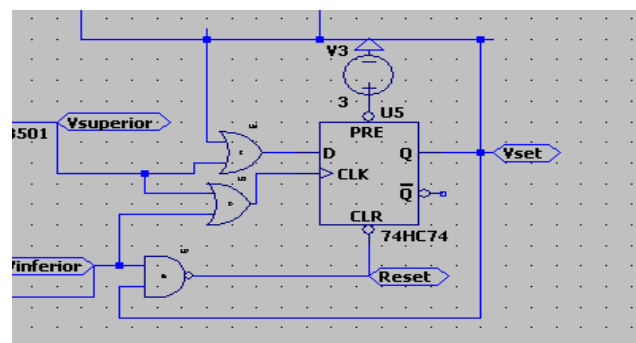 V3
3
U5
PRE
Vsuperior
3501
D
Q
Vset
CLK
Q
CLR
74HC74
Vinferior
Reset